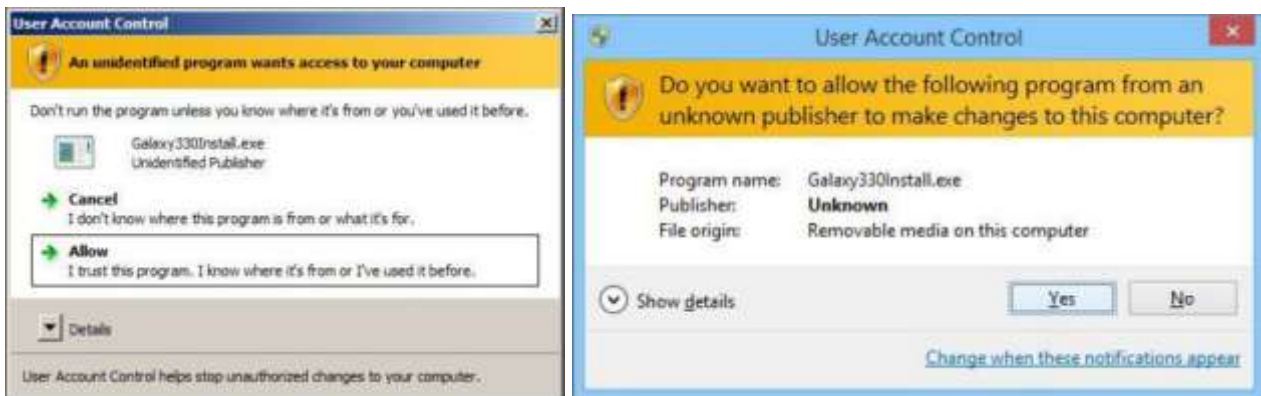 User Account Control
An unidentified program wants access to your computer
Don't run the program unless you know where it's from or you've used it before.
Galaxy330Install.exe
Unidentified Publisher
Cancel
I don't know where this program is from or what it's for.
Allow
I trust this program. I know where it's from or I've used it before.
Details
User Account Control helps stop unauthorized changes to your computer.
User Account Control
Do you want to allow the following program from an
unknown publisher to make changes to this computer?
Program name: Galaxy330Install.exe
Publisher: Unknown
File origin: Removable media on this computer
Show details
Yes No
Change when these notifications appear